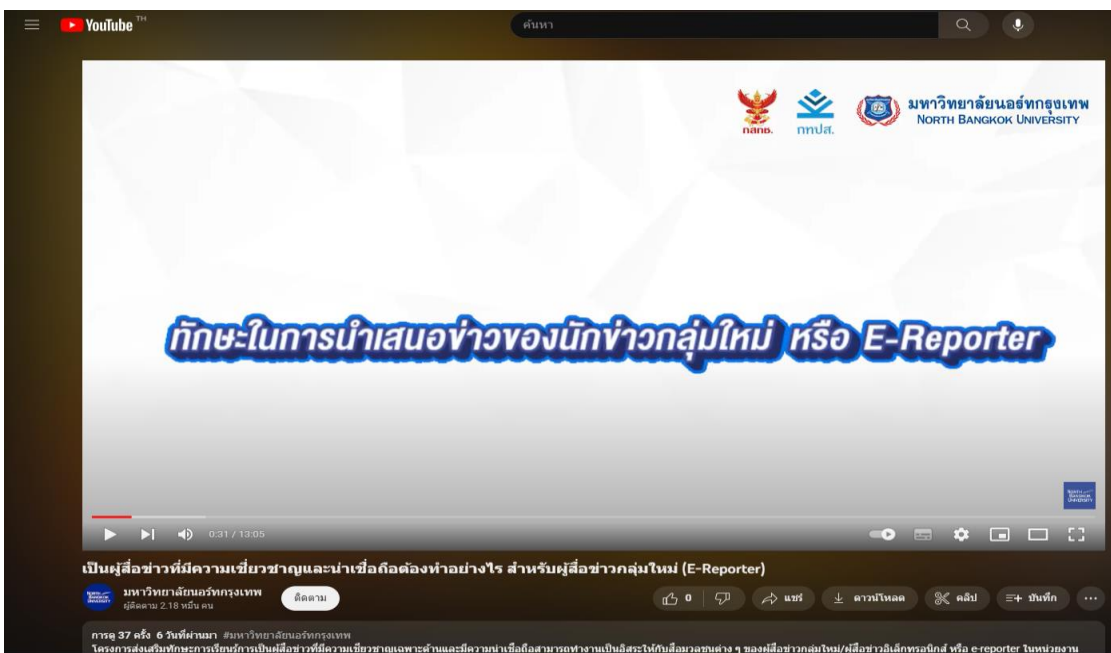 YouTube TH
ค้นหา
กสทช.
กทปส.
มหาวิทยาลัยนอร์ทกรุงเทพ
NORTH BANGKOK UNIVERSITY
ทักษะในการนำเสนอข่าวของนักข่าวกลุ่มใหม่ หรือ E-Reporter
NORTH BANGKOK UNIVERSITY
0:31 / 13:05
เป็นผู้สื่อข่าวที่มีความเชี่ยวชาญและน่าเชื่อถือต้องทำอย่างไร สำหรับผู้สื่อข่าวกลุ่มใหม่ (E-Reporter)
มหาวิทยาลัยนอร์ทกรุงเทพ
ผู้ติดตาม 2.18 หมื่น คน
ติดตาม
0
แชร์
ดาวน์โหลด
คลิป
บันทึก
การดู 37 ครั้ง 6 วันที่ผ่านมา #มหาวิทยาลัยนอร์ทกรุงเทพ
โครงการส่งเสริมทักษะการเรียนรู้การเป็นผู้สื่อข่าวที่มีความเชี่ยวชาญเฉพาะด้านและมีความน่าเชื่อถือสามารถทำงานเป็นอิสระให้กับสื่อมวลชนต่าง ๆ ของผู้สื่อข่าวกลุ่มใหม่/ผู้สื่อข่าวอิเล็กทรอนิกส์ หรือ e-reporter ในหน่วยงาน